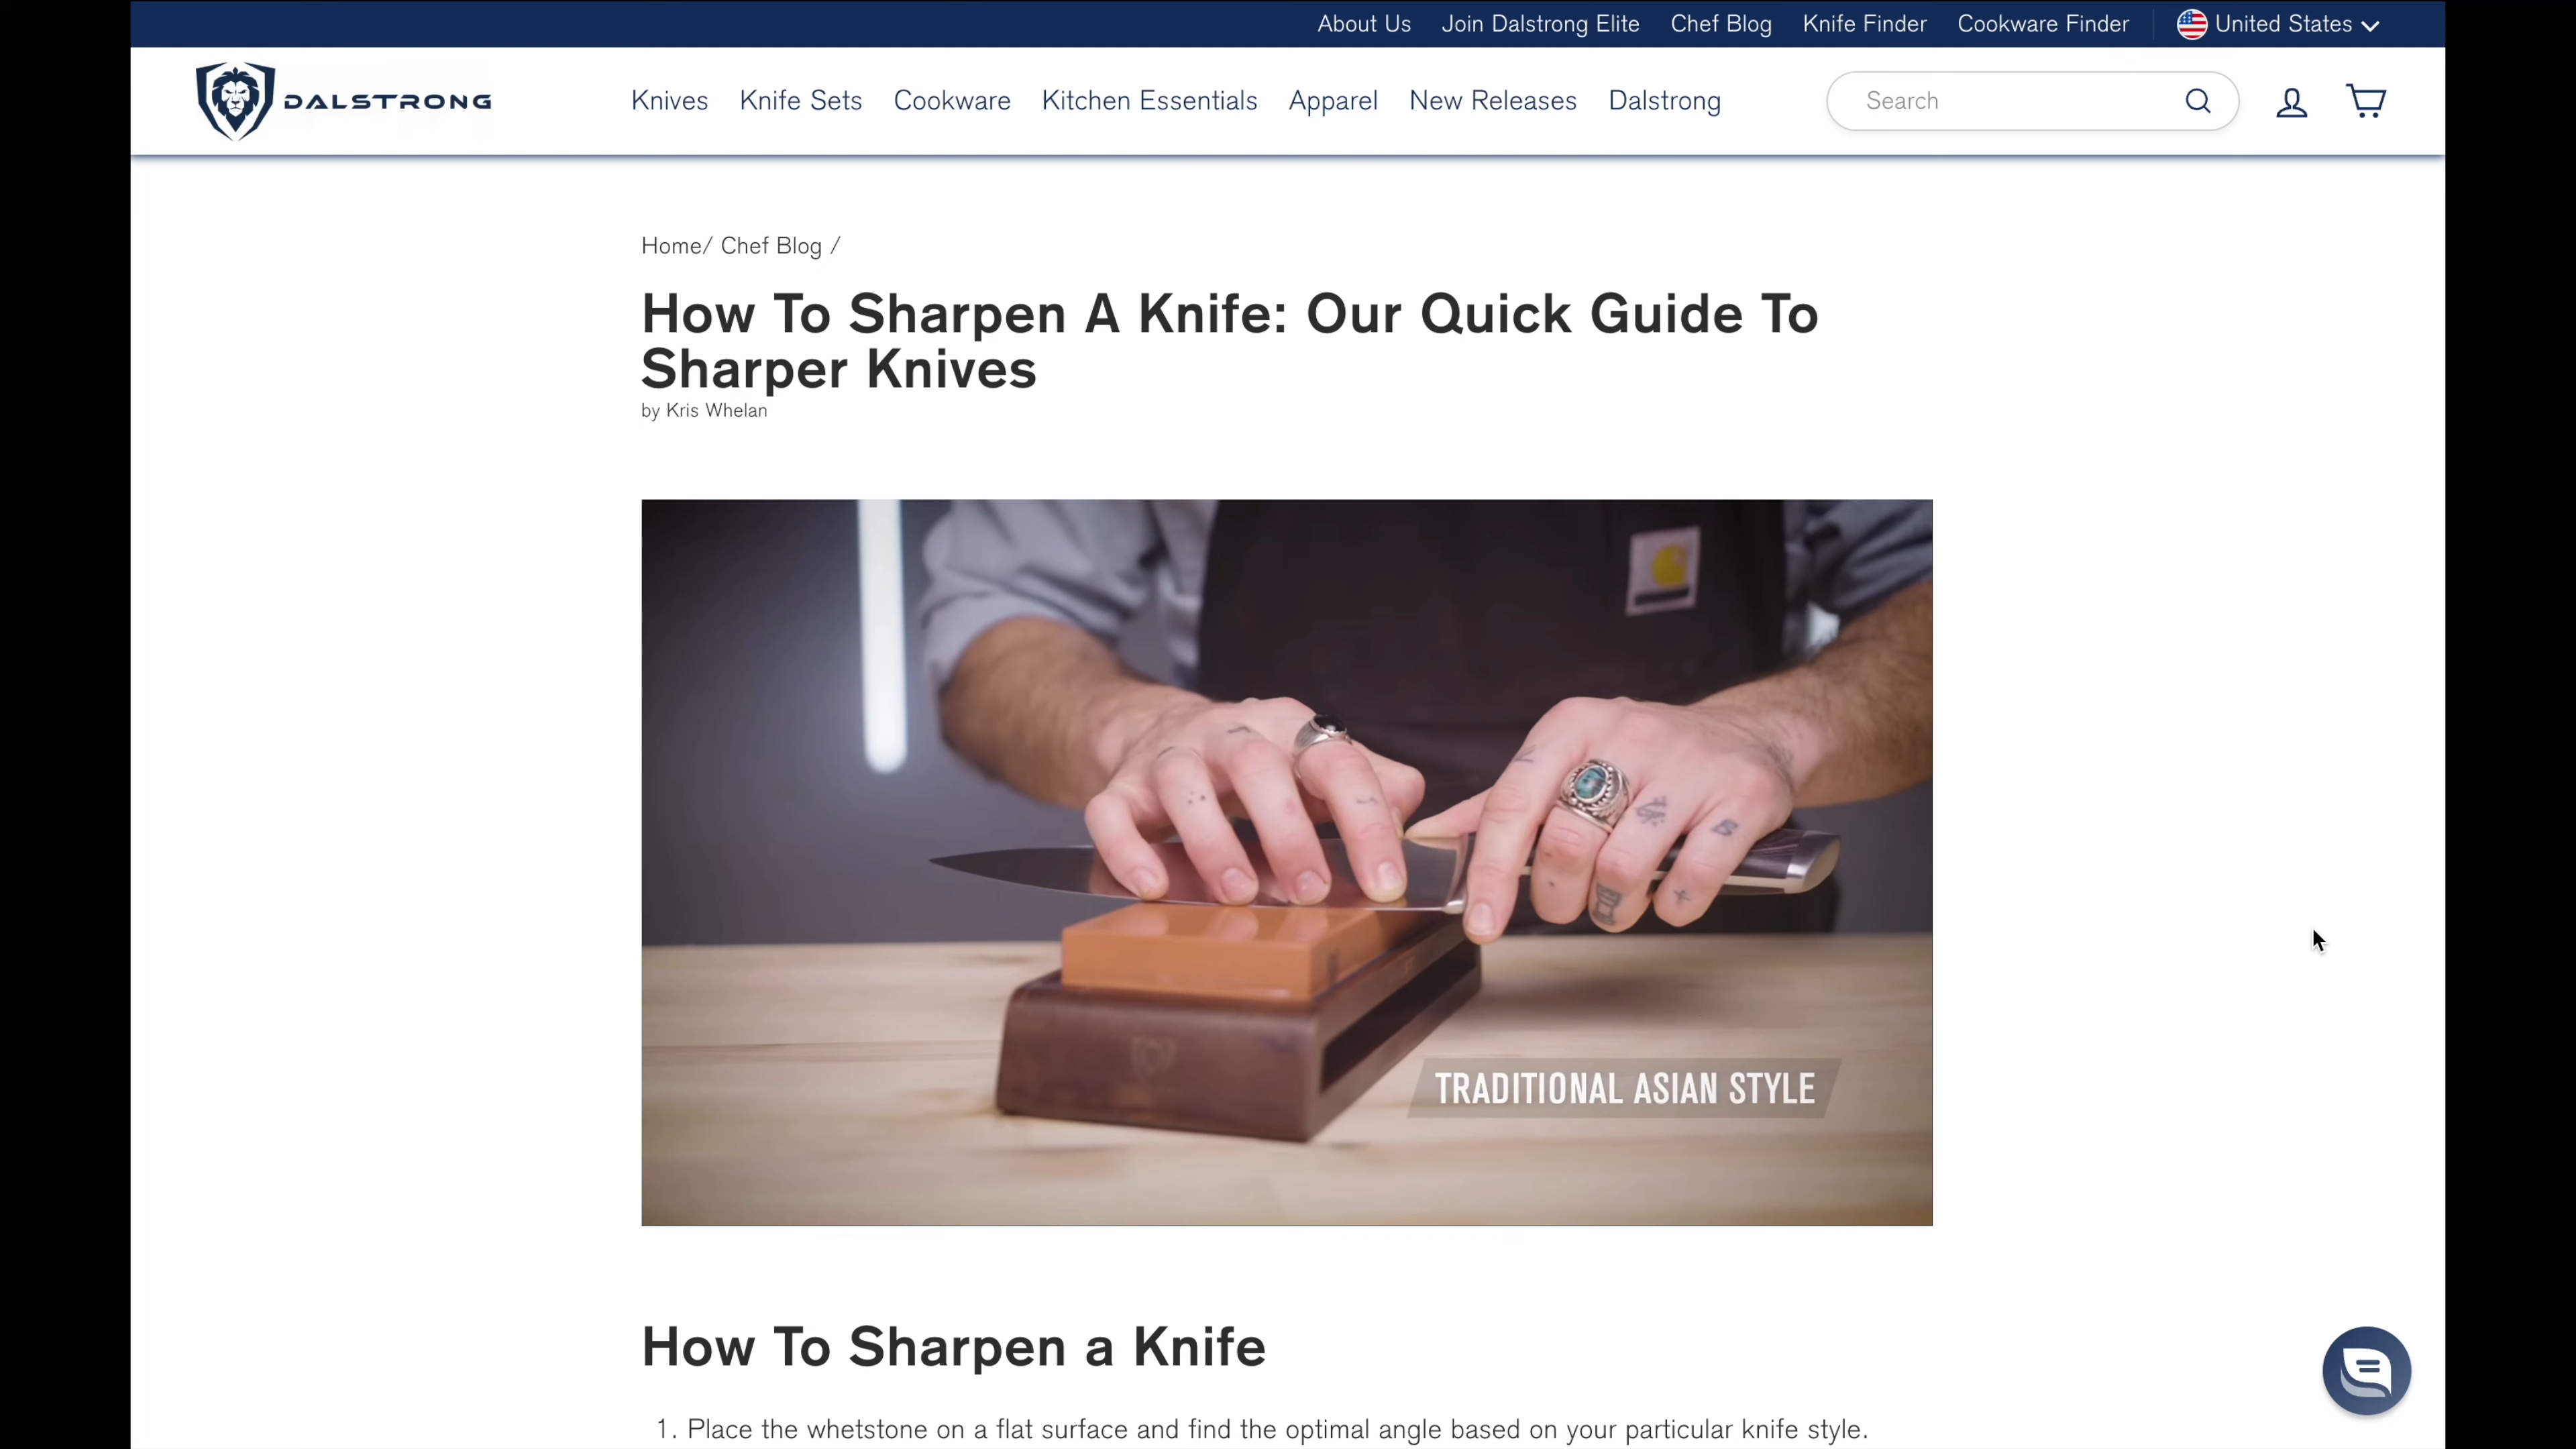 About Us Join Dalstrong Elite Chef Blog Knife Finder Cookware Finder United States
DALSTRONG Knives Knife Sets Cookware Kitchen Essentials Apparel New Releases Dalstrong Search
Home/ Chef Blog /
How To Sharpen A Knife: Our Quick Guide To
Sharper Knives
by Kris Whelan
TRADITIONAL ASIAN STYLE
How To Sharpen a Knife
1. Place the whetstone on a flat surface and find the optimal angle based on your particular knife style.